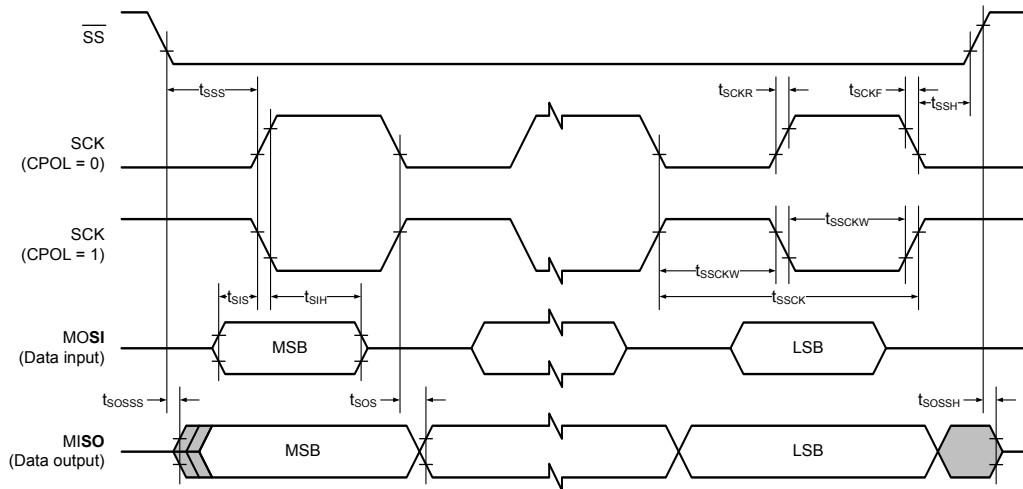 SS
tSSS
tSCKR
tSCKF
tSSH
SCK
(CPOL = 0)
SCK
(CPOL = 1)
tSSCKW
tSSCKW
tSIS
tSIH
tSSCK
MOSI
(Data input)
MSB
LSB
tSOSSS
tSOS
tSOSSH
MISO
(Data output)
MSB
LSB